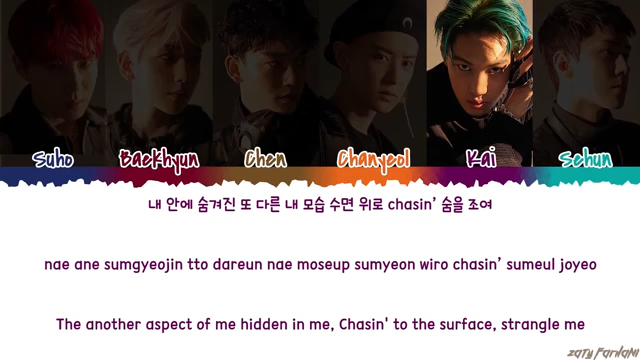 Suho Baekhyun Chen Chanyeol Kai Sehun
내 안에 숨겨진 또 다른 내 모습 수면 위로 chasin’ 숨을 조여
nae ane sumgyeojin tto dareun nae moseup sumyeon wiro chasin’ sumeul joyeo
The another aspect of me hidden in me, Chasin' to the surface, strangle me
Zaty Farhani